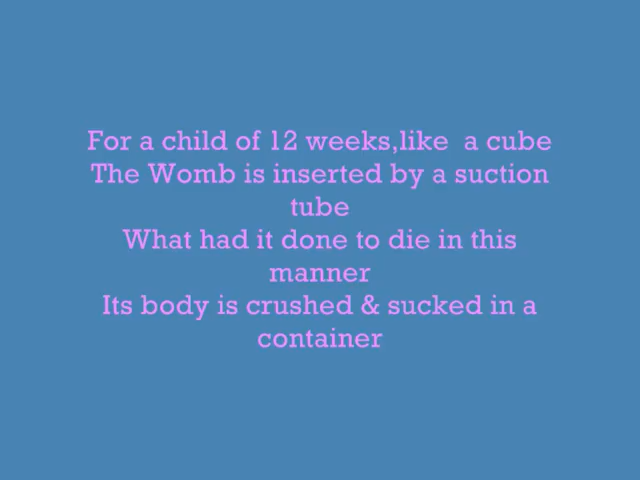 For a child of 12 weeks,like  a cube
The Womb is inserted by a suction
tube
What had it done to die in this
manner
Its body is crushed & sucked in a
container